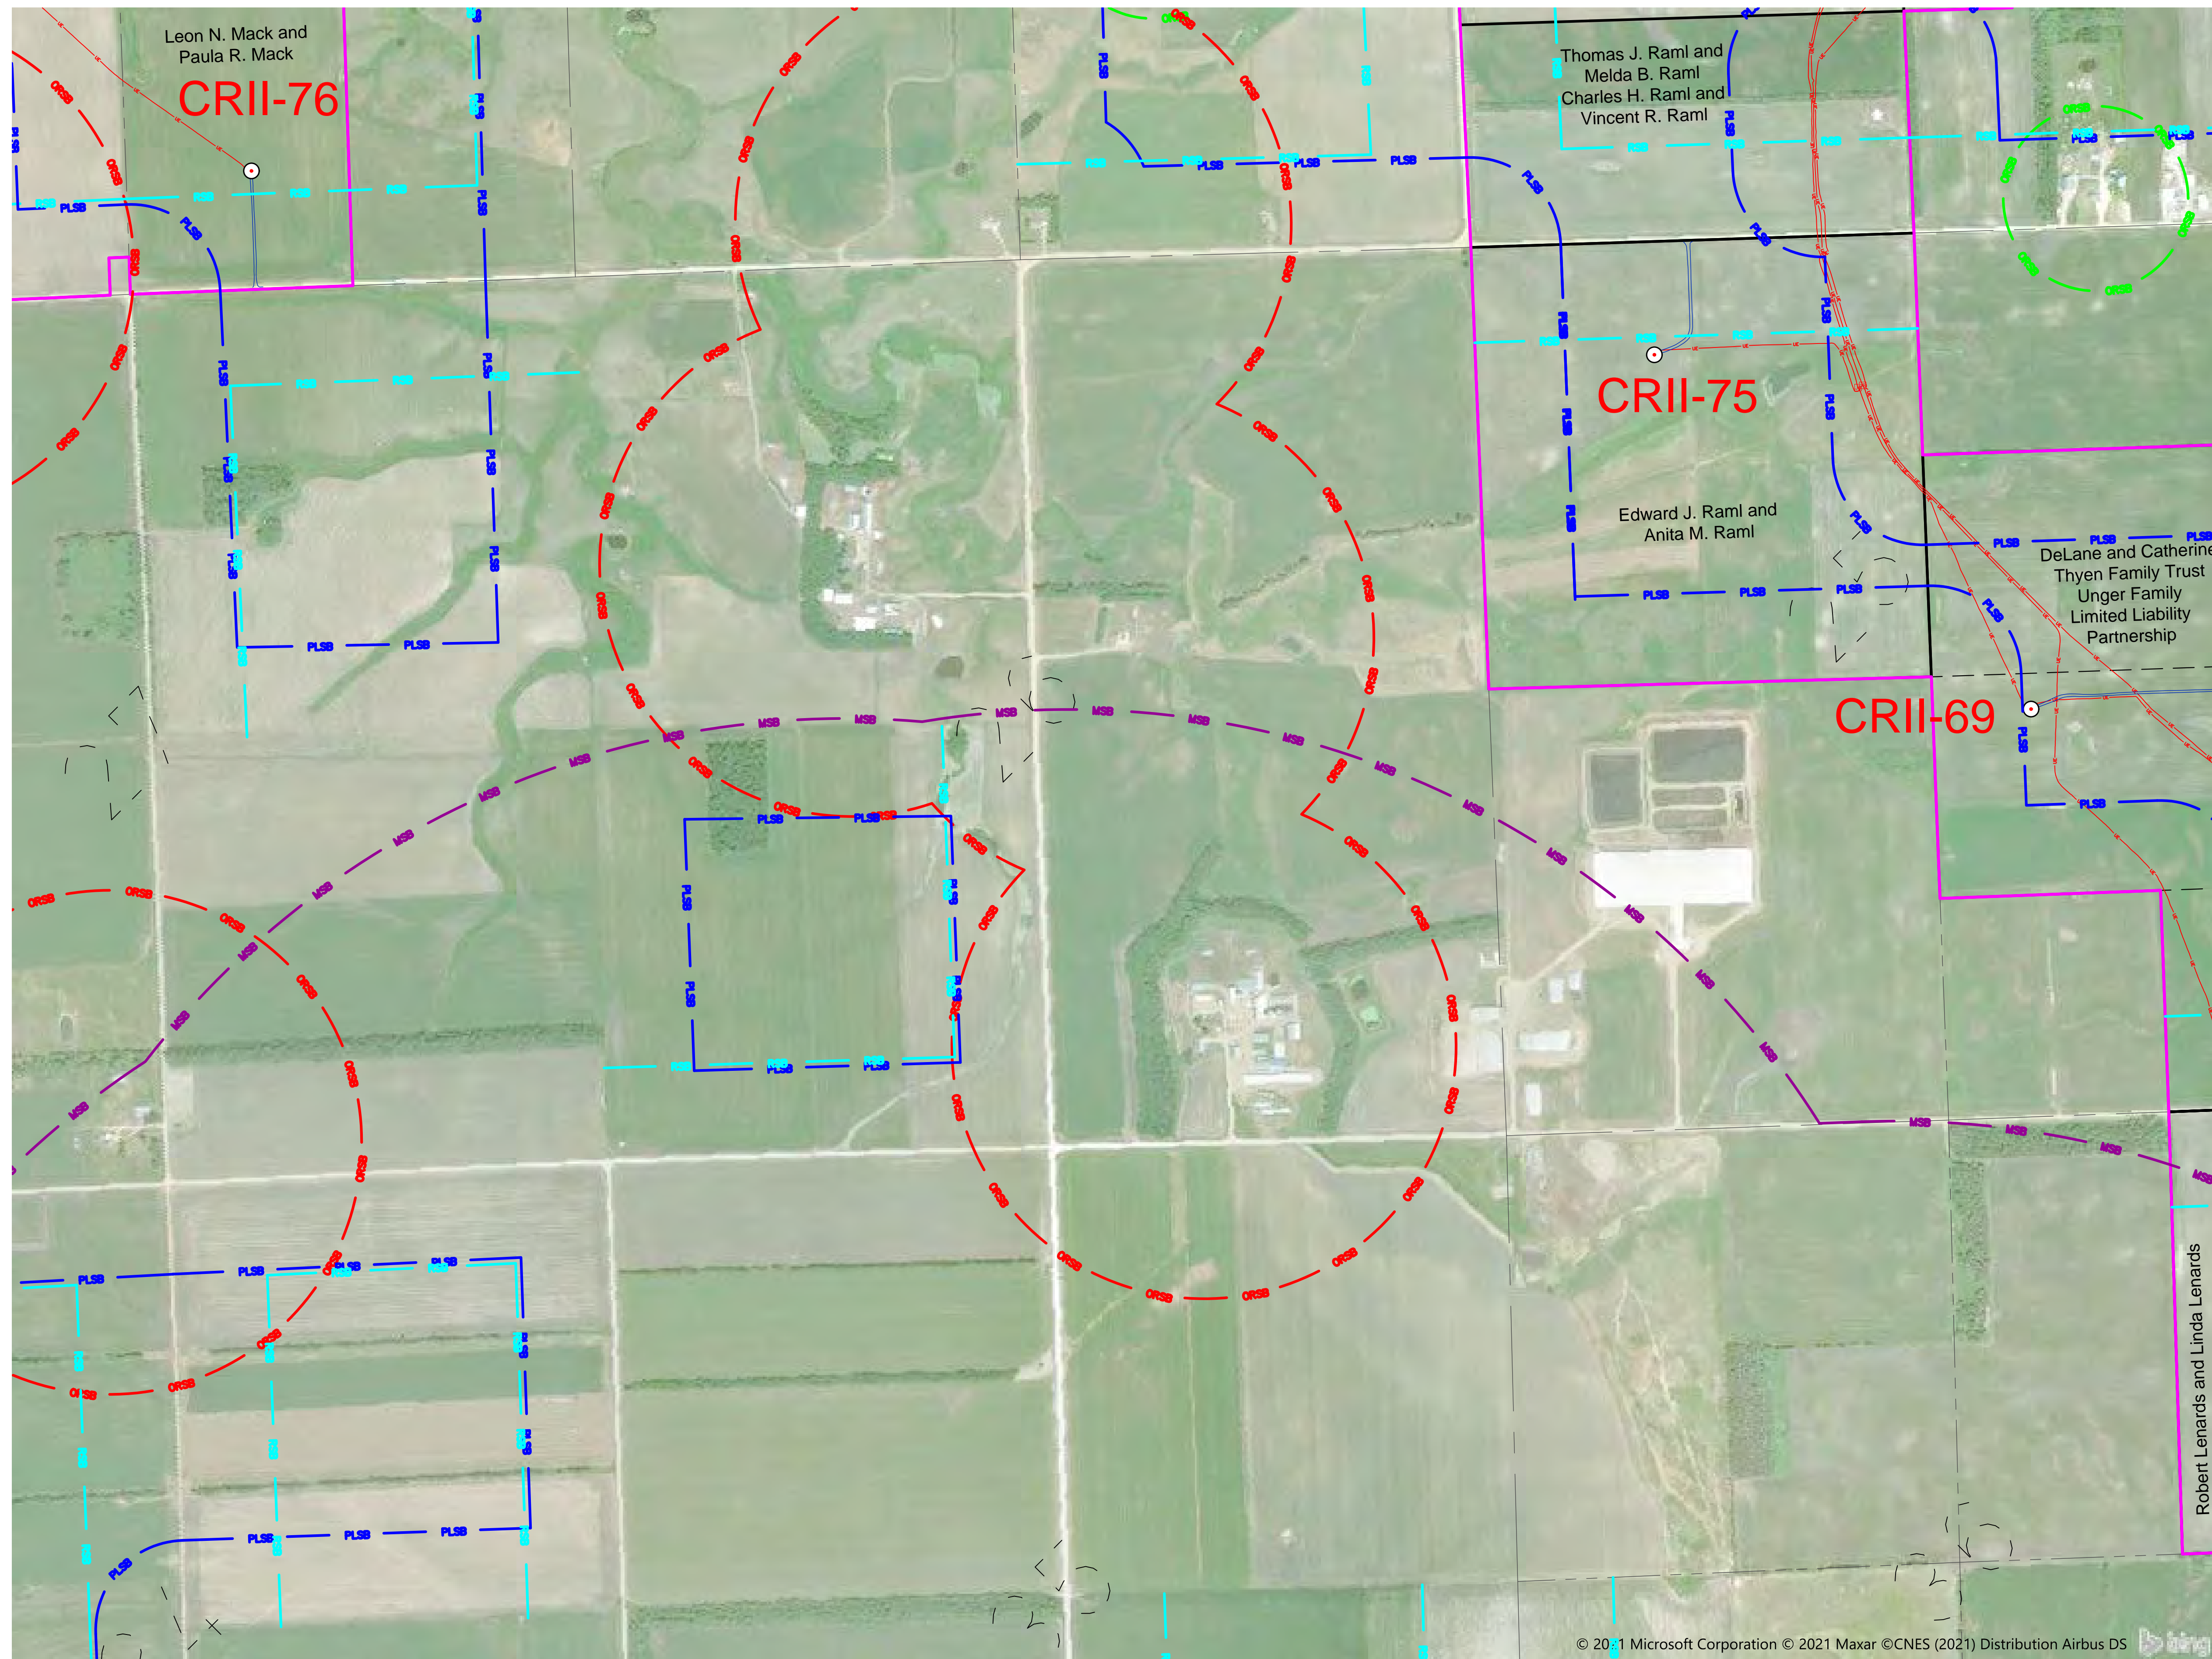 Leon N. Mack and
Paula R. Mack
CRII-76
Thomas J. Raml and
Melda B. Raml
Charles H. Raml and
Vincent R. Raml
CRII-75
Edward J. Raml and
Anita M. Raml
DeLane and Catherine
Thyen Family Trust
Unger Family
Limited Liability
Partnership
CRII-69
Robert Lenards and Linda Lenards
ORSB
PLSB
RSB
MSB
© 2021 Microsoft Corporation © 2021 Maxar ©CNES (2021) Distribution Airbus DS